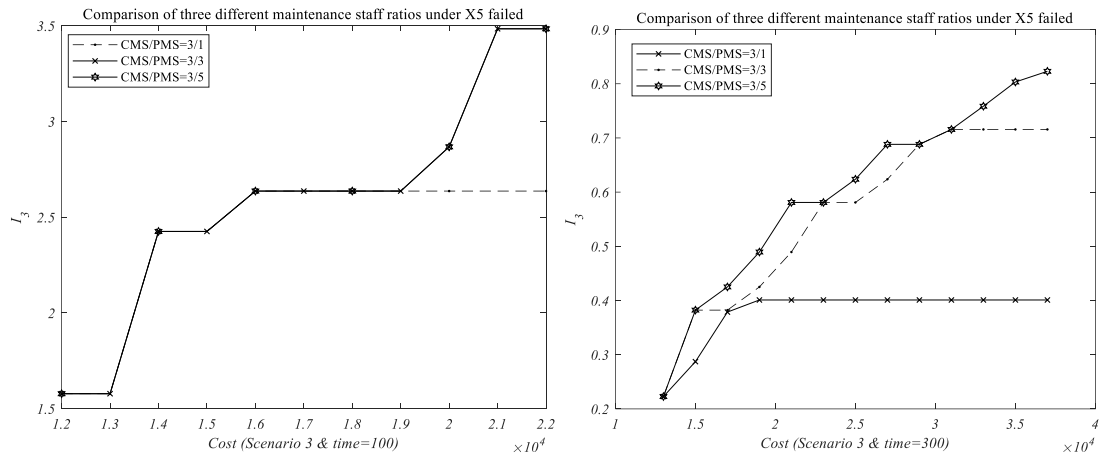 Comparison of three different maintenance staff ratios under X5 failed
3.5
3
2.5
2
1.5
I3
CMS/PMS=3/1
CMS/PMS=3/3
CMS/PMS=3/5
1.2 1.3 1.4 1.5 1.6 1.7 1.8 1.9 2 2.1 2.2
Cost (Scenario 3 & time=100)
×10^4
Comparison of three different maintenance staff ratios under X5 failed
0.9
0.8
0.7
0.6
0.5
0.4
0.3
0.2
I3
CMS/PMS=3/1
CMS/PMS=3/3
CMS/PMS=3/5
1 1.5 2 2.5 3 3.5 4
Cost (Scenario 3 & time=300)
×10^4